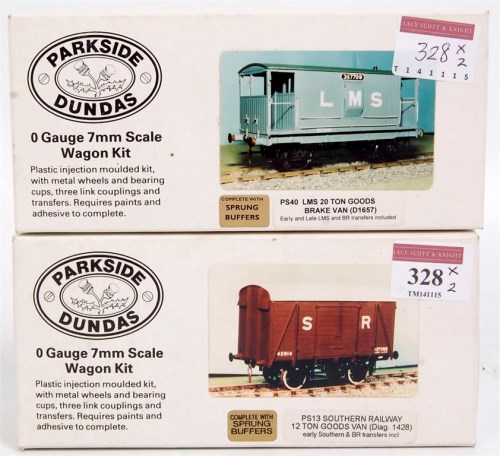 PARKSIDE
DUNDAS
0 Gauge 7mm Scale
Wagon Kit
Plastic injection moulded kit,
with metal wheels and bearing
cups, three link couplings and
transfers. Requires paints and
adhesive to complete.
COMPLETE WITH
SPRUNG
BUFFERS
307700
LMS
PS40 LMS 20 TON GOODS
BRAKE VAN (D1657)
Early and Late LMS and BR transfers included
LACY SCOTT & KNIGHT
328 x 2
T141115
PARKSIDE
DUNDAS
0 Gauge 7mm Scale
Wagon Kit
Plastic injection moulded kit,
with metal wheels and bearing
cups, three link couplings and
transfers. Requires paints and
adhesive to complete.
COMPLETE WITH
SPRUNG
BUFFERS
S R
PS13 SOUTHERN RAILWAY
12 TON GOODS VAN (Diag. 1428)
early Southern & BR transfers incl.
LACY SCOTT & KNIGHT
328 x 2
TM141115